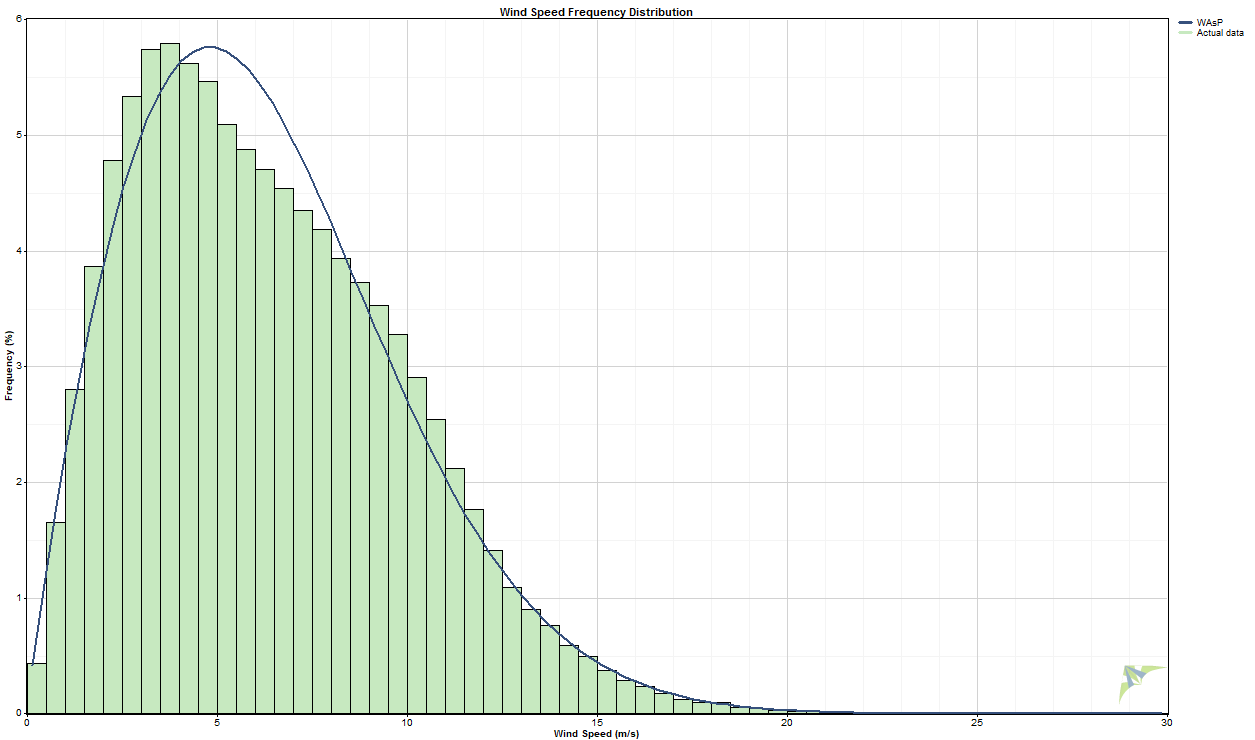 Wind Speed Frequency Distribution
WAsP
Actual data
6
5
4
3
2
1
0
Frequency (%)
0 5 10 15 20 25 30
Wind Speed (m/s)